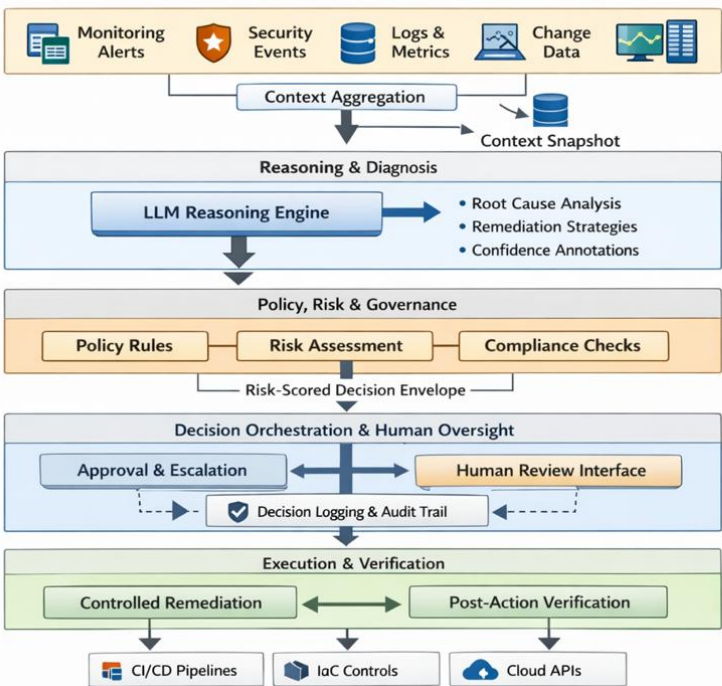 Monitoring Alerts
Security Events
Logs & Metrics
Change Data
Context Aggregation
Context Snapshot
Reasoning & Diagnosis
LLM Reasoning Engine
• Root Cause Analysis
• Remediation Strategies
• Confidence Annotations
Policy, Risk & Governance
Policy Rules
Risk Assessment
Compliance Checks
Risk-Scored Decision Envelope
Decision Orchestration & Human Oversight
Approval & Escalation
Human Review Interface
Decision Logging & Audit Trail
Execution & Verification
Controlled Remediation
Post-Action Verification
CI/CD Pipelines
IaC Controls
Cloud APIs